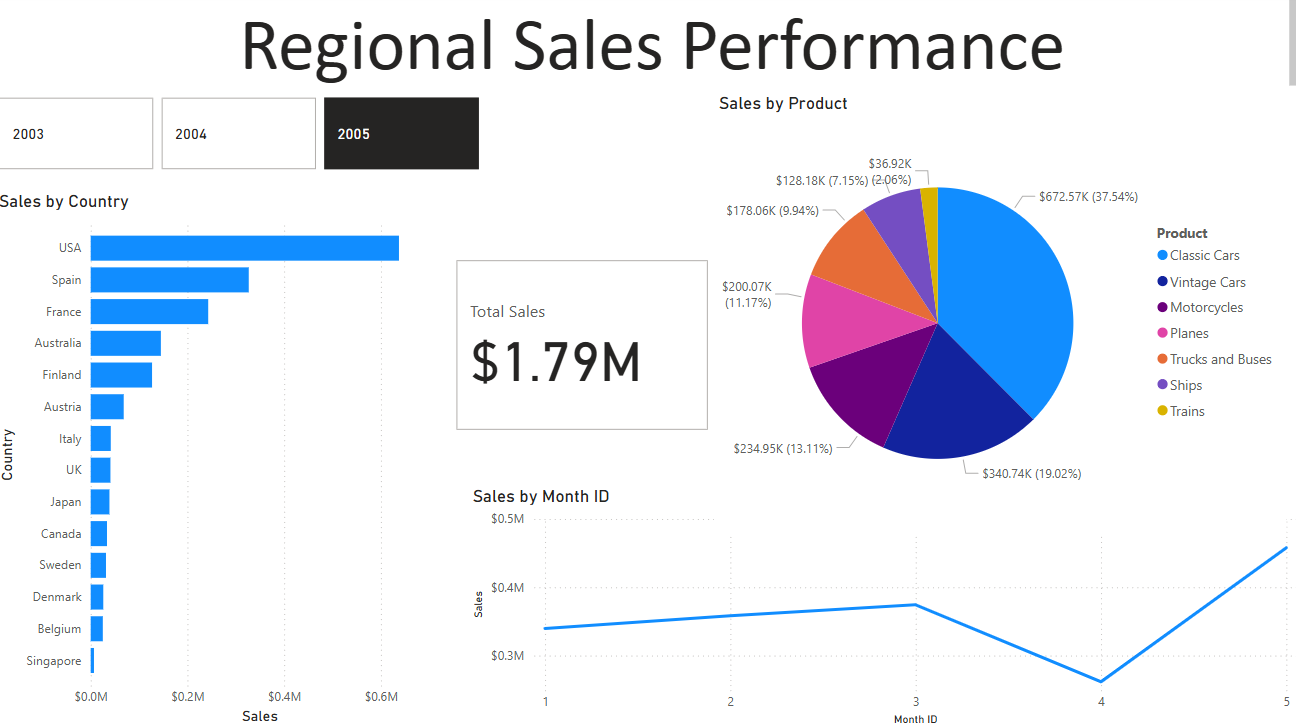 Regional Sales Performance
2003
2004
2005
Sales by Country
USA
Spain
France
Australia
Finland
Austria
Italy
UK
Japan
Canada
Sweden
Denmark
Belgium
Singapore
Country
$0.0M
$0.2M
$0.4M
$0.6M
Sales
Total Sales
$1.79M
Sales by Product
$36.92K
(2.06%)
$128.18K (7.15%)
$178.06K (9.94%)
$200.07K
(11.17%)
$234.95K (13.11%)
$340.74K (19.02%)
$672.57K (37.54%)
Product
Classic Cars
Vintage Cars
Motorcycles
Planes
Trucks and Buses
Ships
Trains
Sales by Month ID
$0.5M
$0.4M
$0.3M
Sales
1
2
3
4
5
Month ID